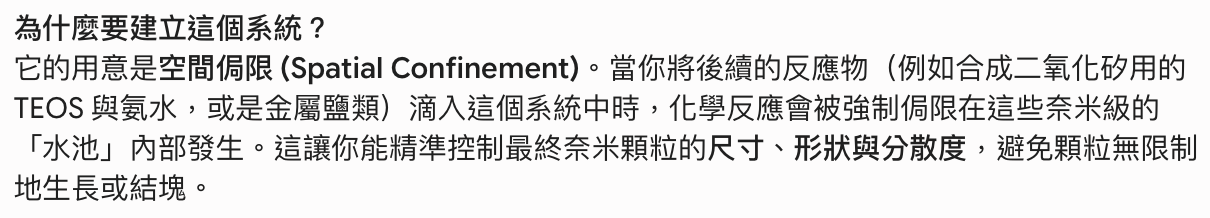 為什麼要建立這個系統？
它的用意是空間侷限 (Spatial Confinement)。當你將後續的反應物（例如合成二氧化矽用的
TEOS 與氨水，或是金屬鹽類）滴入這個系統中時，化學反應會被強制侷限在這些奈米級的
「水池」內部發生。這讓你能精準控制最終奈米顆粒的尺寸、形狀與分散度，避免顆粒無限制
地生長或結塊。